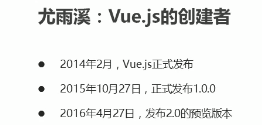 尤雨溪：Vue.js的创建者
● 2014年2月，Vue.js正式发布
● 2015年10月27日，正式发布1.0.0
● 2016年4月27日，发布2.0的预览版本